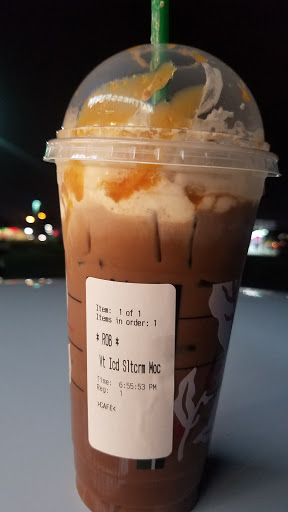 Item: 1 of 1
Items in order: 1
* ROB *
Vt Icd Sltcrm Moc
Time: 6:55:53 PM
Reg: 1
>CAFE<